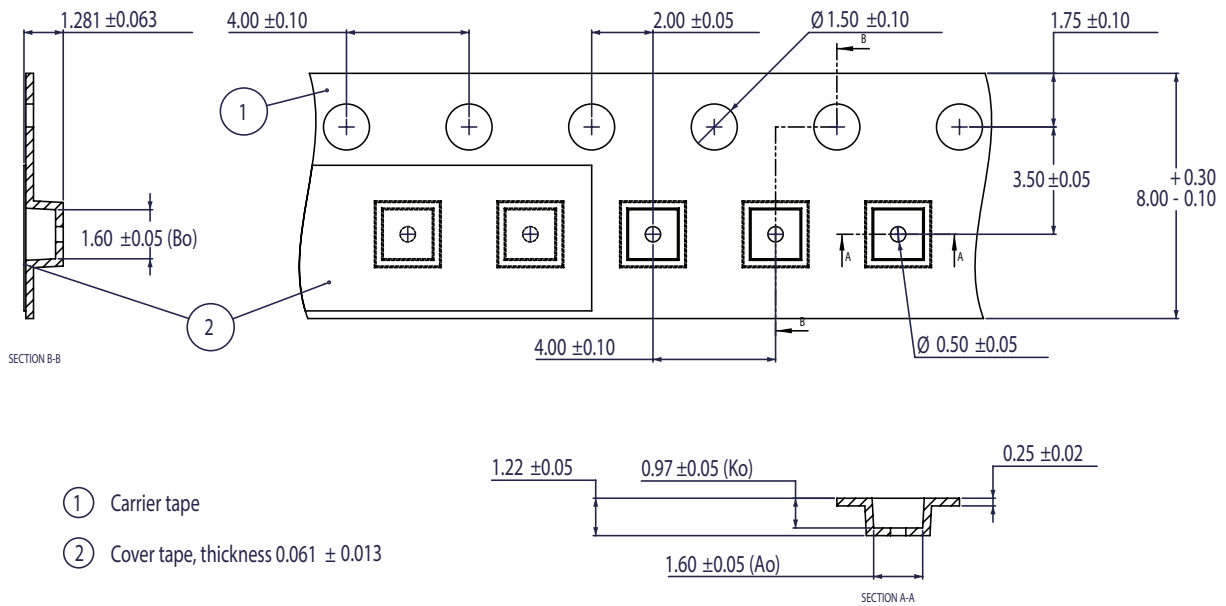 1.281 ±0.063
4.00 ±0.10
2.00 ±0.05
Ø 1.50 ±0.10
1.75 ±0.10
B
1
3.50 ±0.05
+ 0.30
8.00 - 0.10
1.60 ±0.05 (Bo)
A
A
2
B
SECTION B-B
4.00 ±0.10
Ø 0.50 ±0.05
1.22 ±0.05
0.97 ±0.05 (Ko)
0.25 ±0.02
1 Carrier tape
2 Cover tape, thickness 0.061 ± 0.013
1.60 ±0.05 (Ao)
SECTION A-A